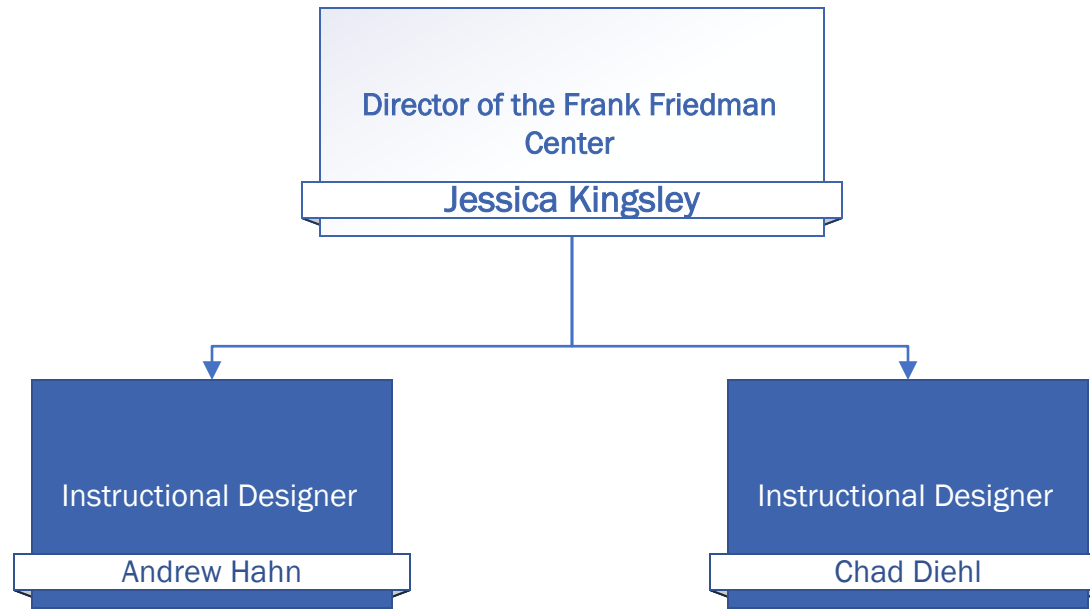 Director of the Frank Friedman
Center
Jessica Kingsley
Instructional Designer
Instructional Designer
Andrew Hahn
Chad Diehl